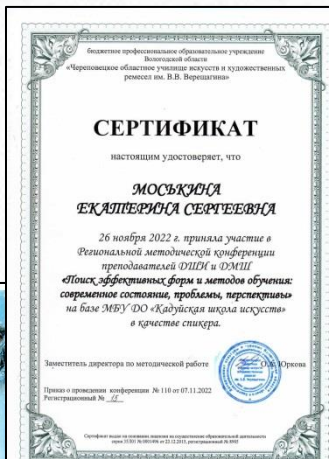 бюджетное профессиональное образовательное учреждение
Вологодской области
«Череповецкое областное училище искусств и художественных
ремесел им. В.В. Верещагина»
СЕРТИФИКАТ
настоящим удостоверяет, что
МОСЬКИНА
ЕКАТЕРИНА СЕРГЕЕВНА
26 ноября 2022 г. приняла участие в
Региональной методической конференции
преподавателей ДШИ и ДМШ
«Поиск эффективных форм и методов обучения:
современное состояние, проблемы, перспективы»
на базе МБУ ДО «Кадуйская школа искусств»
в качестве спикера.
Заместитель директора по методической работе Юркова
Приказ о проведении конференции № 110 от 07.11.2022
Регистрационный № 15